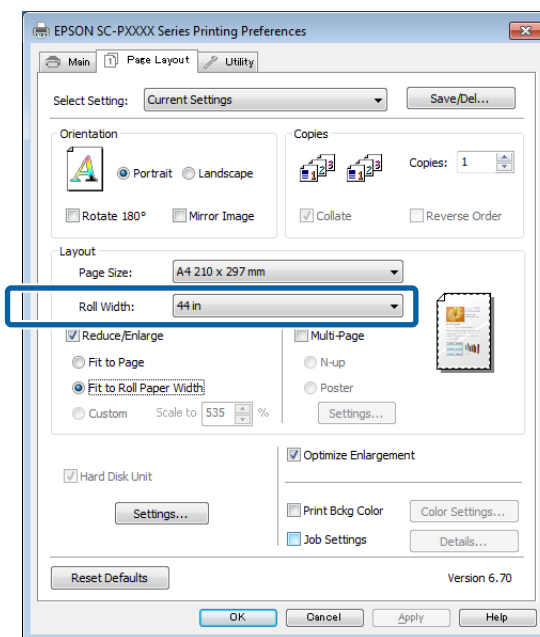 EPSON SC-PXXXX Series Printing Preferences
Main Page Layout Utility
Select Setting: Current Settings Save/Del...
Orientation
Portrait Landscape
Rotate 180° Mirror Image
Copies
Copies: 1
Collate Reverse Order
Layout
Page Size: A4 210 x 297 mm
Roll Width: 44 in
Reduce/Enlarge
Fit to Page
Fit to Roll Paper Width
Custom Scale to 535 %
Multi-Page
N-up
Poster
Settings...
Hard Disk Unit
Settings...
Optimize Enlargement
Print Bckg Color Color Settings...
Job Settings Details...
Reset Defaults Version 6.70
OK Cancel Apply Help